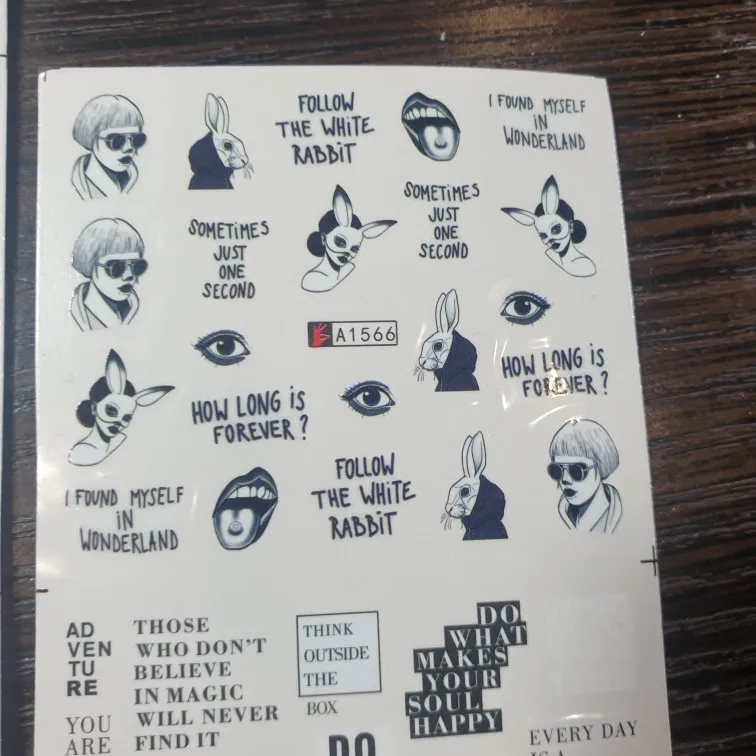 FOLLOW
THE WHiTE
RABBiT
I FOUND MYSELF
iN
WONDERLAND
SOMETiMES
JUST
ONE
SECOND
SOMETiMES
JUST
ONE
SECOND
A1566
HOW LONG iS
FOREVER?
HOW LONG iS
FOREVER?
FOLLOW
THE WHiTE
RABBiT
I FOUND MYSELF
iN
WONDERLAND
AD
VEN
TU
RE
YOU
ARE
THOSE
WHO DON'T
BELIEVE
IN MAGIC
WILL NEVER
FIND IT
THINK
OUTSIDE
THE
BOX
DO
DO
WHAT
MAKES
YOUR
SOUL
HAPPY
EVERY DAY
IS A